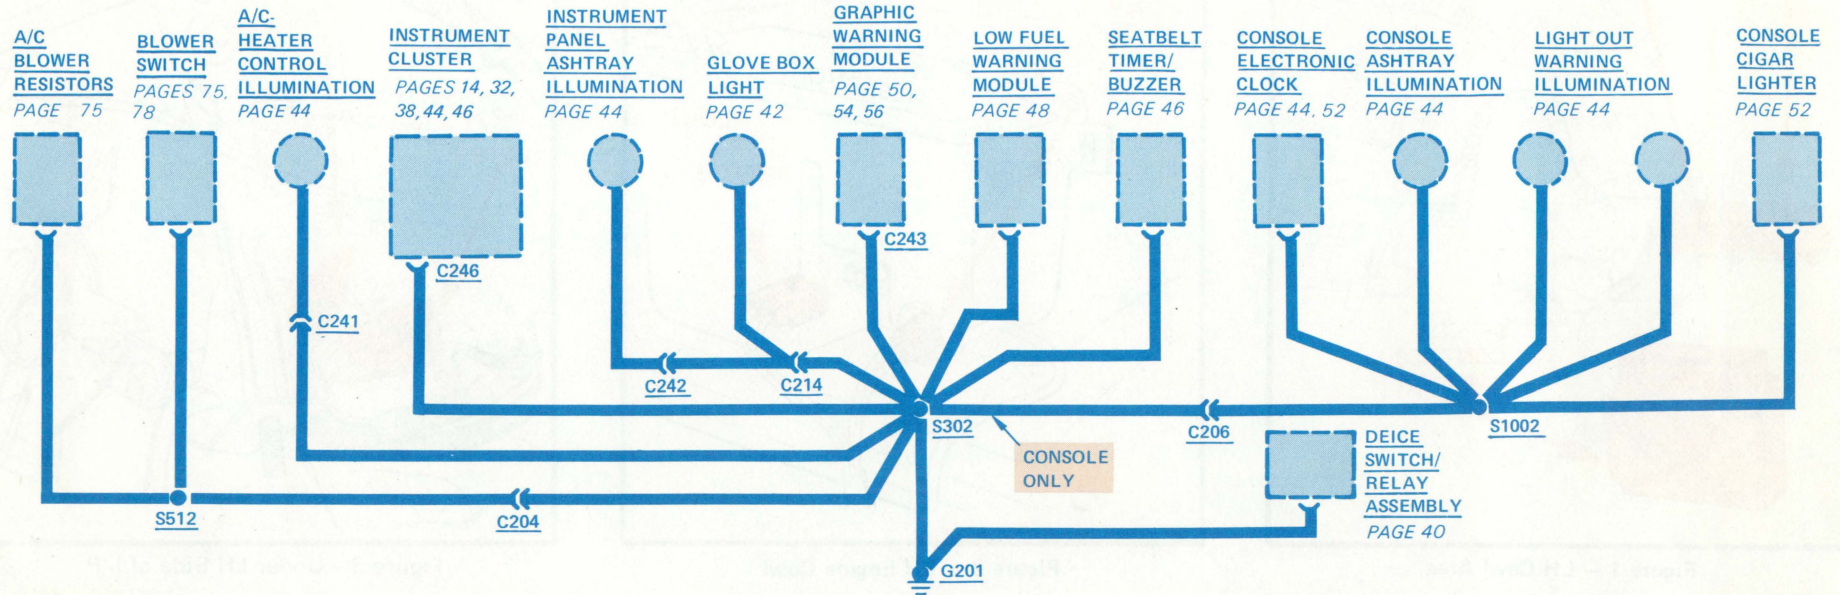 A/C
BLOWER
RESISTORS
PAGE 75
BLOWER
SWITCH
PAGES 75,
78
A/C-
HEATER
CONTROL
ILLUMINATION
PAGE 44
INSTRUMENT
CLUSTER
PAGES 14, 32,
38, 44, 46
INSTRUMENT
PANEL
ASHTRAY
ILLUMINATION
PAGE 44
GLOVE BOX
LIGHT
PAGE 42
GRAPHIC
WARNING
MODULE
PAGE 50,
54, 56
LOW FUEL
WARNING
MODULE
PAGE 48
SEATBELT
TIMER/
BUZZER
PAGE 46
CONSOLE
ELECTRONIC
CLOCK
PAGE 44, 52
CONSOLE
ASHTRAY
ILLUMINATION
PAGE 44
LIGHT OUT
WARNING
ILLUMINATION
PAGE 44
CONSOLE
CIGAR
LIGHTER
PAGE 52
C243
C246
C241
C242
C214
S302
C206
S1002
CONSOLE
ONLY
DEICE
SWITCH/
RELAY
ASSEMBLY
PAGE 40
S512
C204
G201